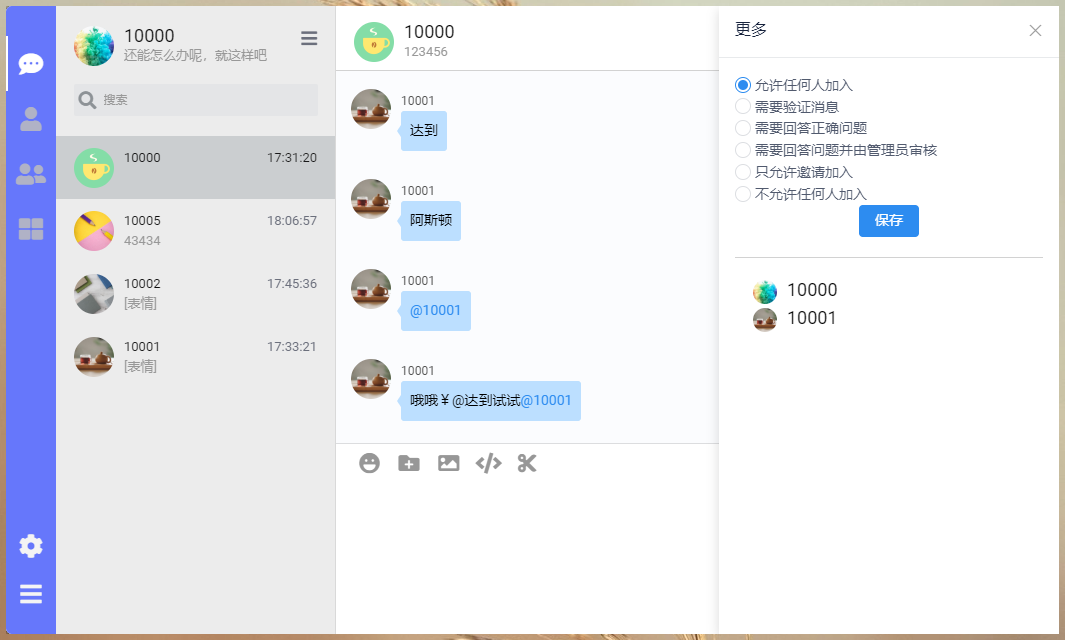 10000
还能怎么办呢，就这样吧
搜索
10000
17:31:20
10005
18:06:57
43434
10002
17:45:36
[表情]
10001
17:33:21
[表情]
10000
123456
10001
达到
10001
阿斯顿
10001
@10001
10001
哦哦￥@达到试试@10001
更多
允许任何人加入
需要验证消息
需要回答正确问题
需要回答问题并由管理员审核
只允许邀请加入
不允许任何人加入
保存
10000
10001